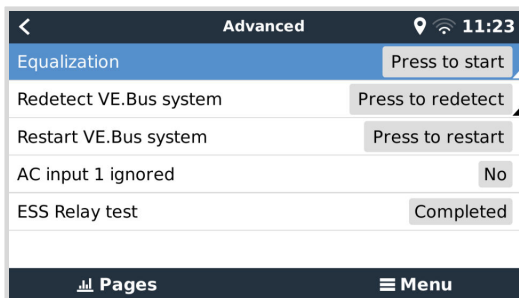 Advanced 11:23
Equalization Press to start
Redetect VE.Bus system Press to redetect
Restart VE.Bus system Press to restart
AC input 1 ignored No
ESS Relay test Completed
Pages Menu